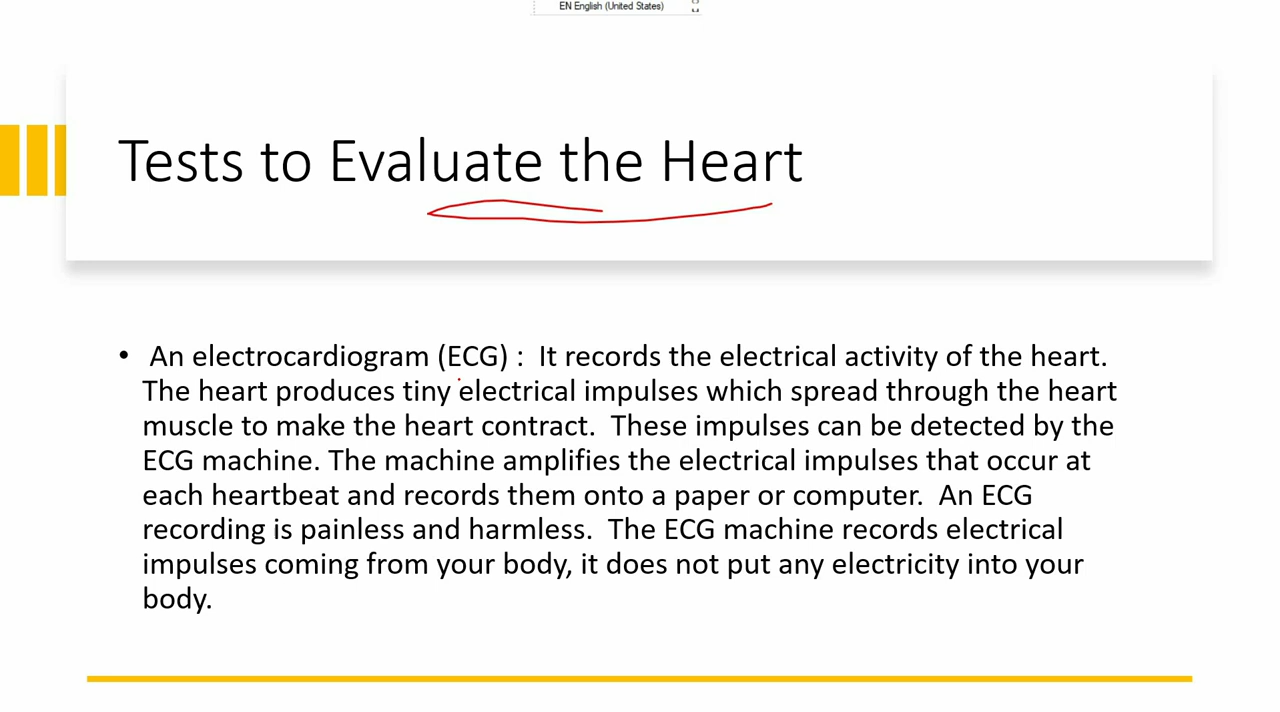 EN English (United States)
Tests to Evaluate the Heart
• An electrocardiogram (ECG) : It records the electrical activity of the heart.
The heart produces tiny electrical impulses which spread through the heart
muscle to make the heart contract. These impulses can be detected by the
ECG machine. The machine amplifies the electrical impulses that occur at
each heartbeat and records them onto a paper or computer. An ECG
recording is painless and harmless. The ECG machine records electrical
impulses coming from your body, it does not put any electricity into your
body.